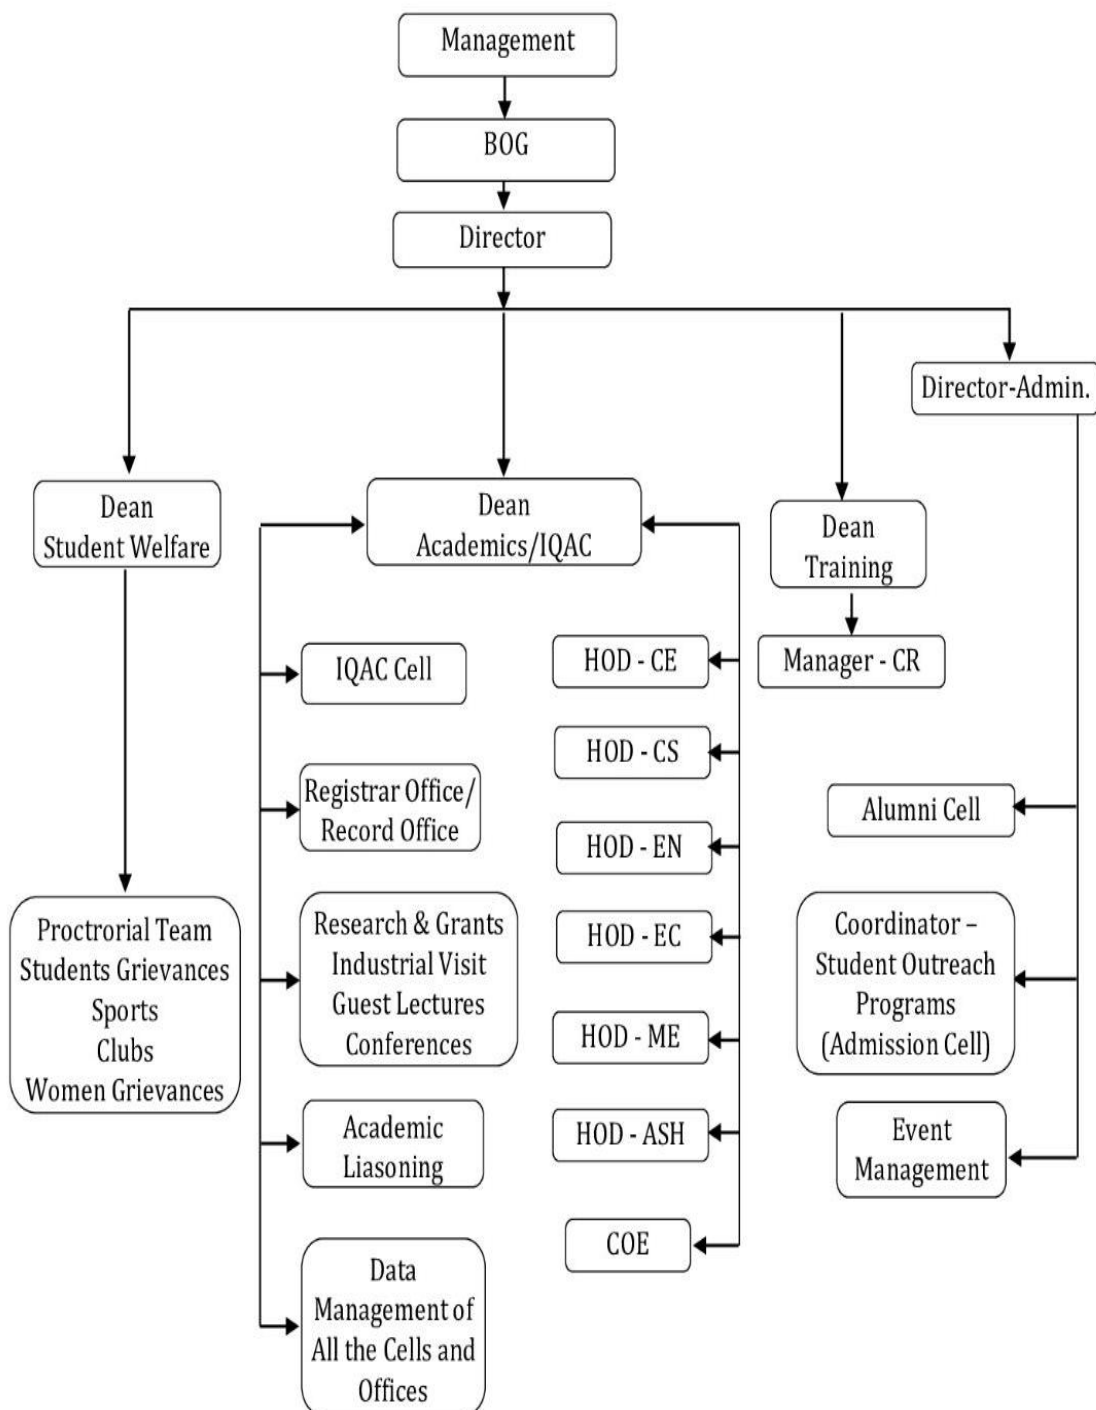 Management
BOG
Director
Director-Admin.
Dean
Student Welfare
Dean
Academics/IQAC
Dean
Training
IQAC Cell
HOD - CE
Manager - CR
Registrar Office/
Record Office
HOD - CS
Alumni Cell
HOD - EN
Proctrorial Team
Students Grievances
Sports
Clubs
Women Grievances
Research & Grants
Industrial Visit
Guest Lectures
Conferences
HOD - EC
Coordinator –
Student Outreach
Programs
(Admission Cell)
HOD - ME
Academic
Liasoning
HOD - ASH
Event
Management
COE
Data
Management of
All the Cells and
Offices